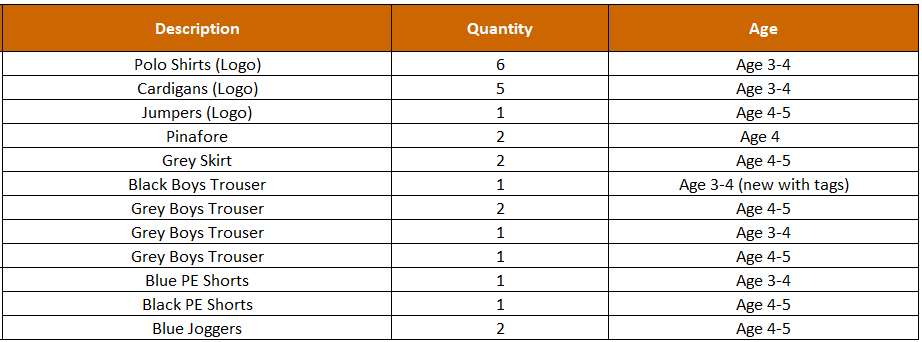 Description Quantity Age
Polo Shirts (Logo) 6 Age 3-4
Cardigans (Logo) 5 Age 3-4
Jumpers (Logo) 1 Age 4-5
Pinafore 2 Age 4
Grey Skirt 2 Age 4-5
Black Boys Trouser 1 Age 3-4 (new with tags)
Grey Boys Trouser 2 Age 4-5
Grey Boys Trouser 1 Age 3-4
Grey Boys Trouser 1 Age 4-5
Blue PE Shorts 1 Age 3-4
Black PE Shorts 1 Age 4-5
Blue Joggers 2 Age 4-5